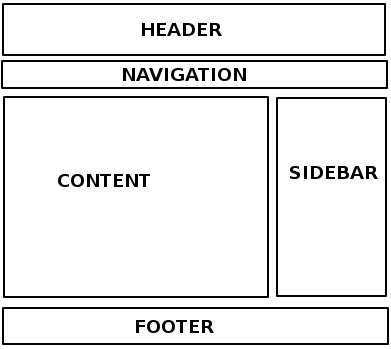 HEADER
NAVIGATION
CONTENT
SIDEBAR
FOOTER